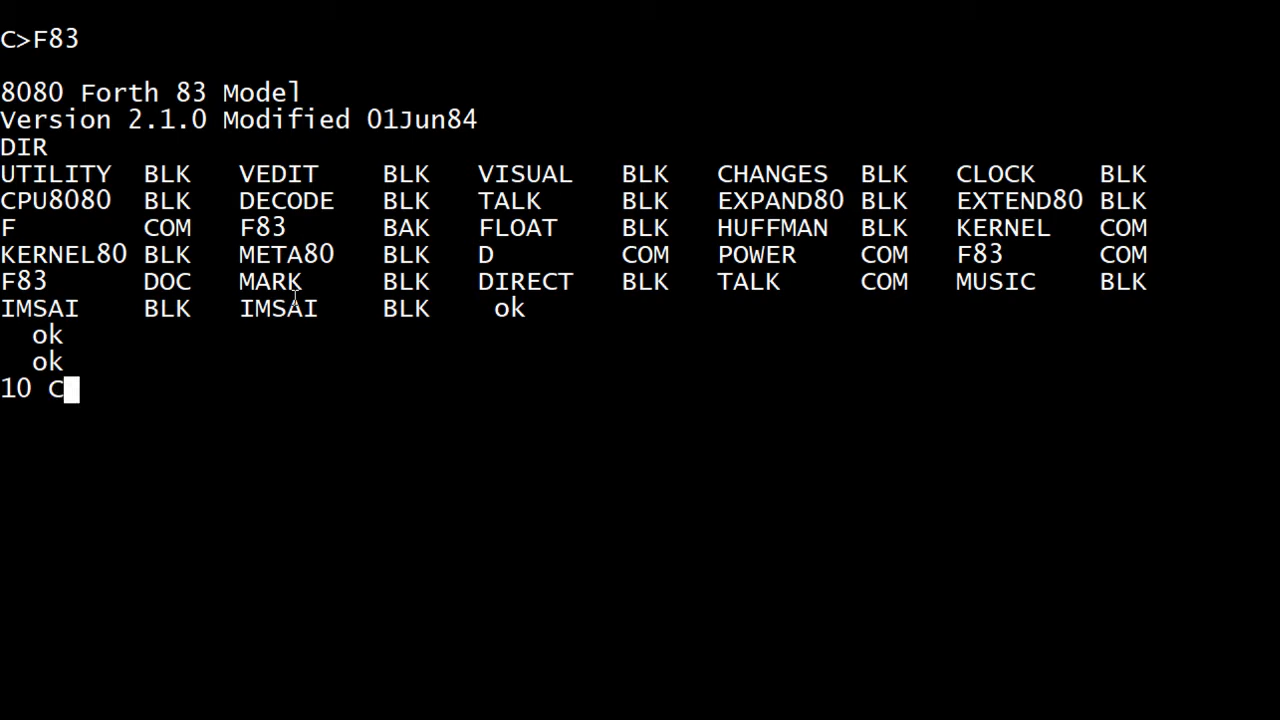 C>F83
8080 Forth 83 Model
Version 2.1.0 Modified 01Jun84
DIR
UTILITY  BLK   VEDIT    BLK   VISUAL   BLK   CHANGES  BLK   CLOCK    BLK
CPU8080  BLK   DECODE   BLK   TALK     BLK   EXPAND80 BLK   EXTEND80 BLK
F        COM   F83      BAK   FLOAT    BLK   HUFFMAN  BLK   KERNEL   COM
KERNEL80 BLK   META80   BLK   D        COM   POWER    COM   F83      COM
F83      DOC   MARK     BLK   DIRECT   BLK   TALK     COM   MUSIC    BLK
IMSAI    BLK   IMSAI    BLK    ok
ok
ok
10 C